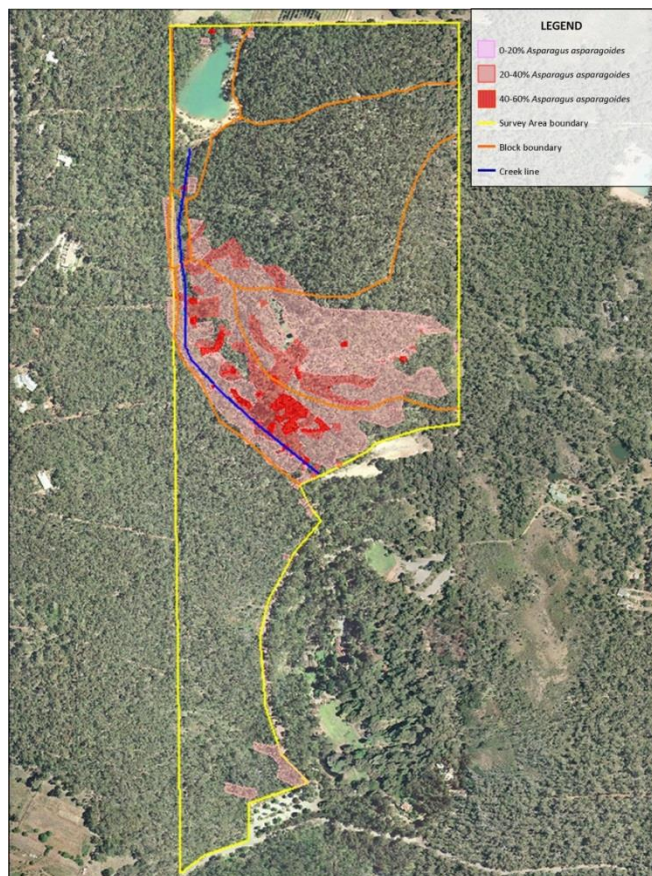 LEGEND
0-20% Asparagus asparagoides
20-40% Asparagus asparagoides
40-60% Asparagus asparagoides
Survey Area boundary
Block boundary
Creek line